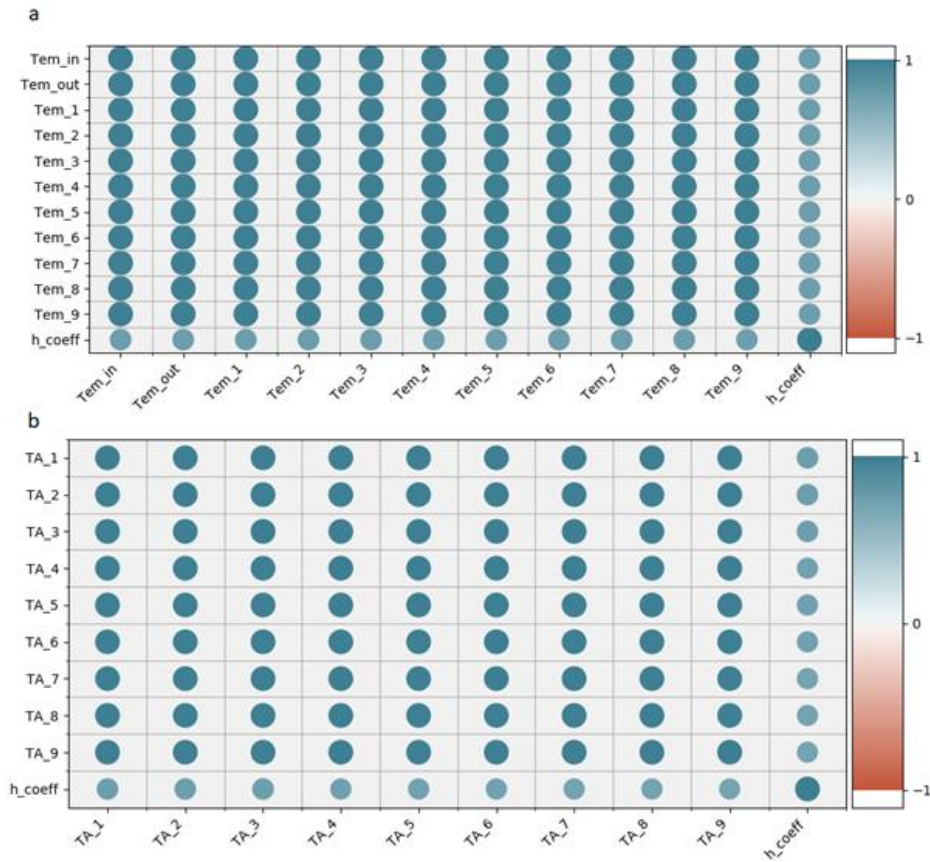 a
Tem_in
Tem_out
Tem_1
Tem_2
Tem_3
Tem_4
Tem_5
Tem_6
Tem_7
Tem_8
Tem_9
h_coeff
1
0
−1
Tem_in Tem_out Tem_1 Tem_2 Tem_3 Tem_4 Tem_5 Tem_6 Tem_7 Tem_8 Tem_9 h_coeff
b
TA_1
TA_2
TA_3
TA_4
TA_5
TA_6
TA_7
TA_8
TA_9
h_coeff
1
0
−1
TA_1 TA_2 TA_3 TA_4 TA_5 TA_6 TA_7 TA_8 TA_9 h_coeff